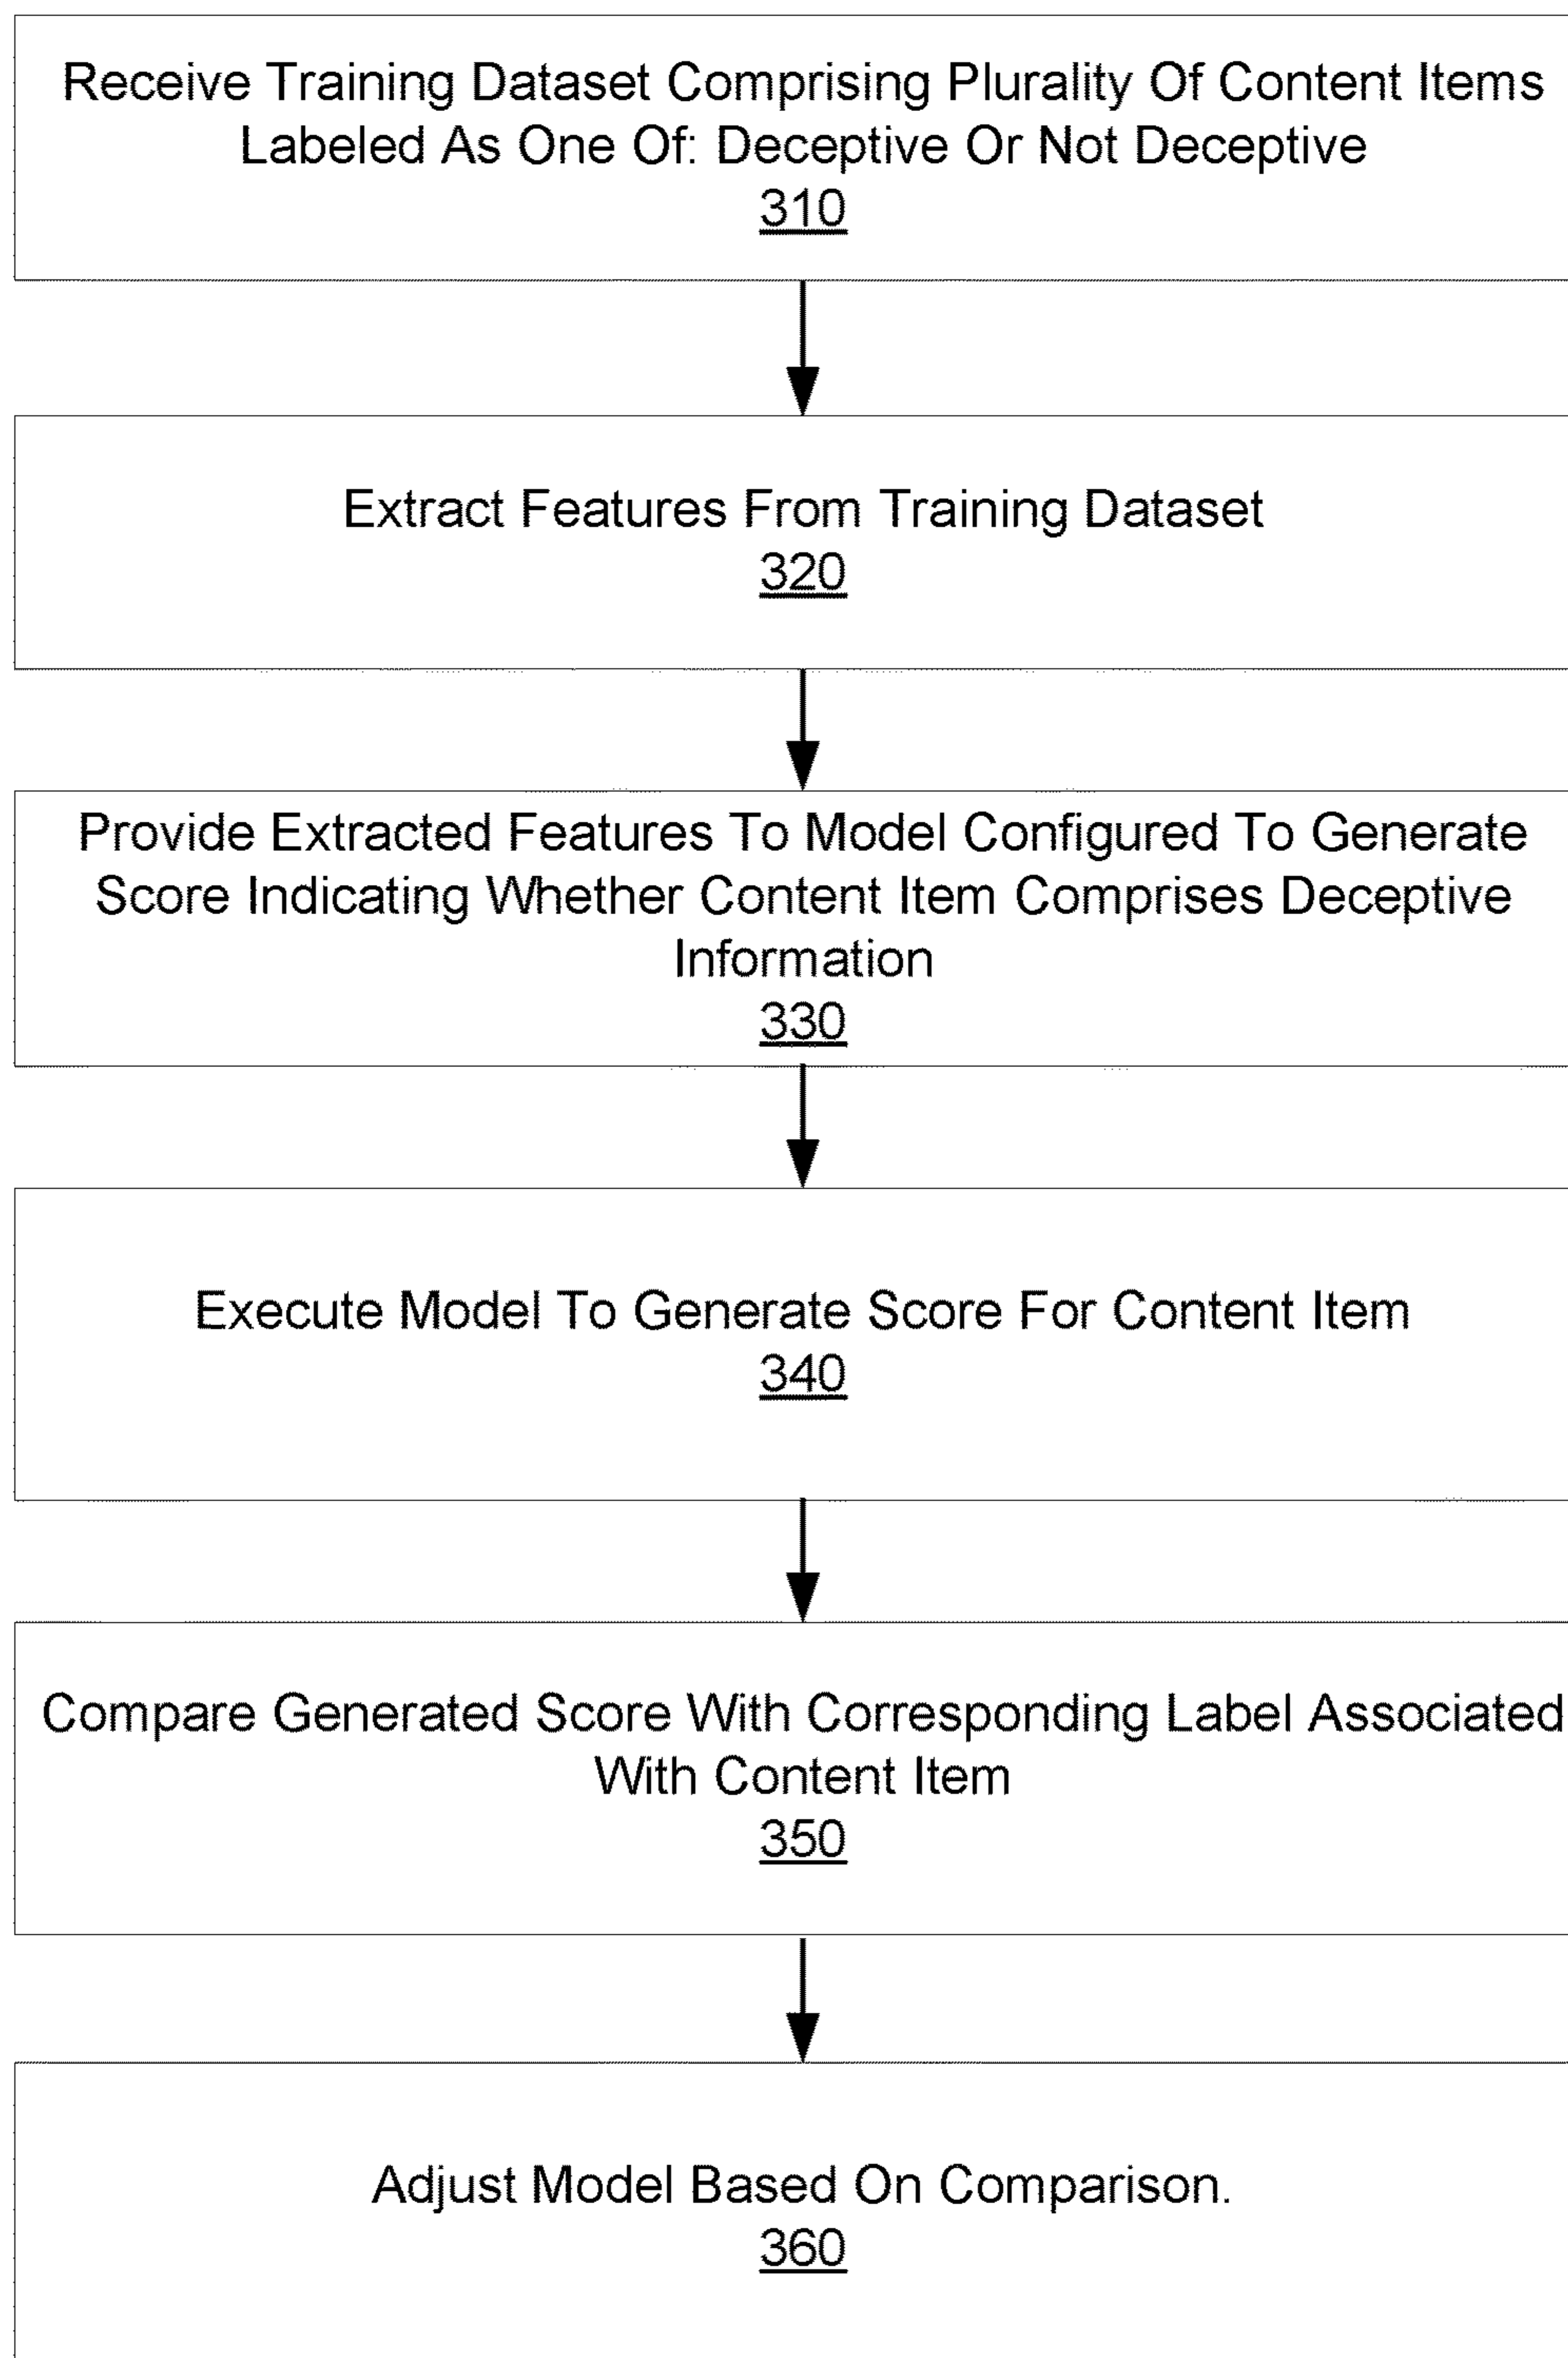 Receive Training Dataset Comprising Plurality Of Content Items
Labeled As One Of: Deceptive Or Not Deceptive
310
Extract Features From Training Dataset
320
Provide Extracted Features To Model Configured To Generate
Score Indicating Whether Content Item Comprises Deceptive
Information
330
Execute Model To Generate Score For Content Item
340
Compare Generated Score With Corresponding Label Associated
With Content Item
350
Adjust Model Based On Comparison.
360